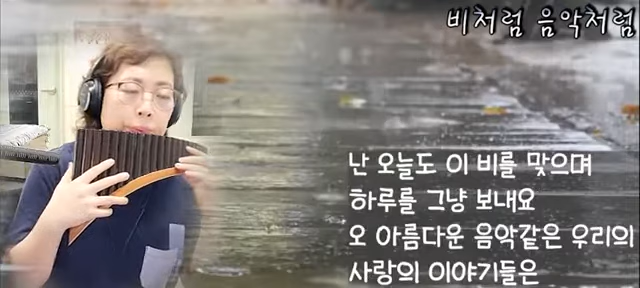 비처럼 음악처럼
난 오늘도 이 비를 맞으며
하루를 그냥 보내요
오 아름다운 음악같은 우리의
사랑의 이야기들은